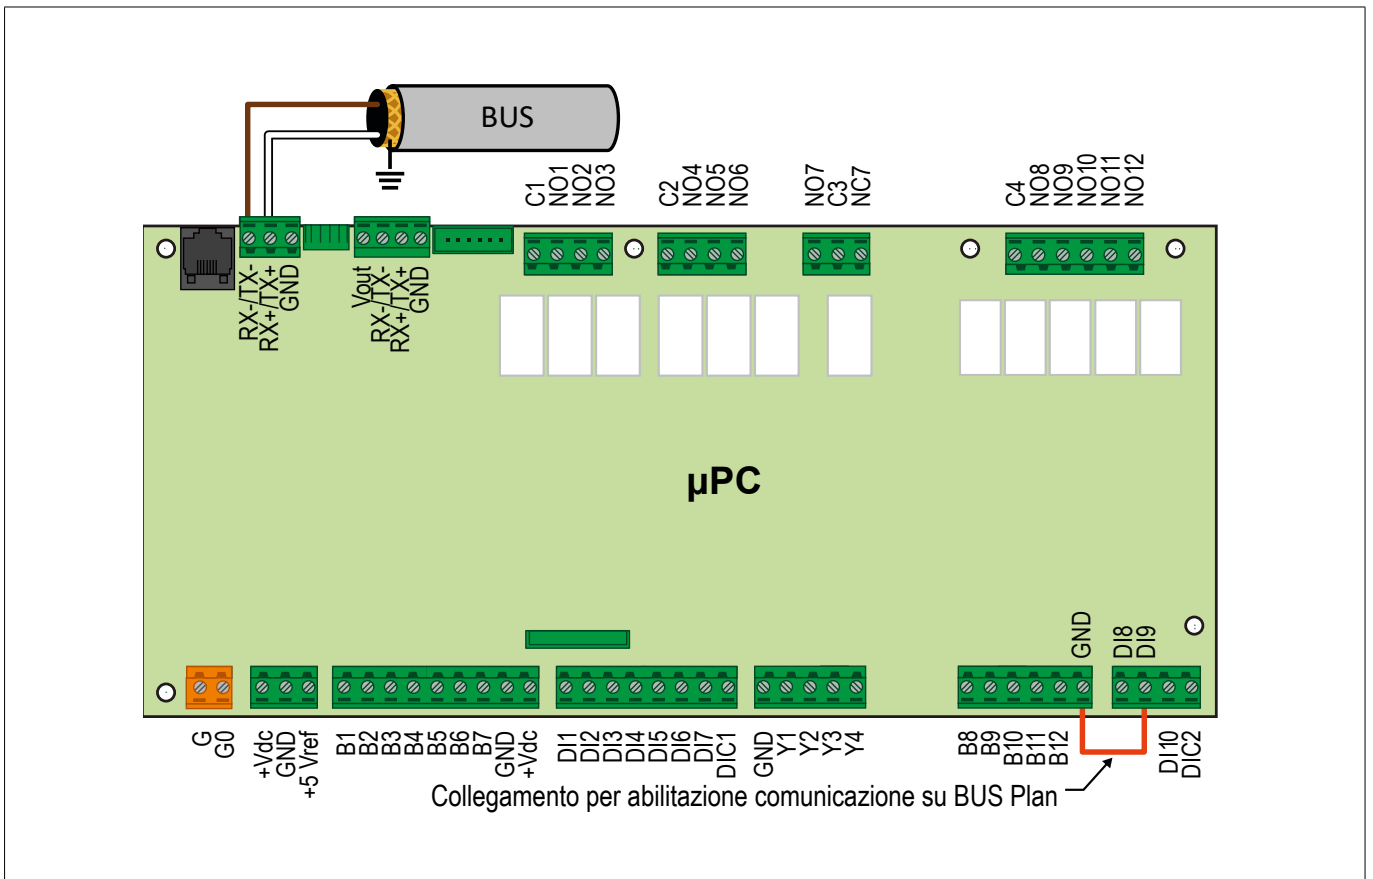 BUS
C1
NO1
NO2
NO3
C2
NO4
NO5
NO6
NO7
C3
NC7
C4
NO8
NO9
NO10
NO11
NO12
RX-/TX-
RX+/TX+
GND
Vout
RX-/TX-
RX+/TX+
GND
µPC
GND
DI8
DI9
G
G0
+Vdc
GND
+5 Vref
B1
B2
B3
B4
B5
B6
B7
GND
+Vdc
DI1
DI2
DI3
DI4
DI5
DI6
DI7
DIC1
GND
Y1
Y2
Y3
Y4
B8
B9
B10
B11
B12
DI10
DIC2
Collegamento per abilitazione comunicazione su BUS Plan